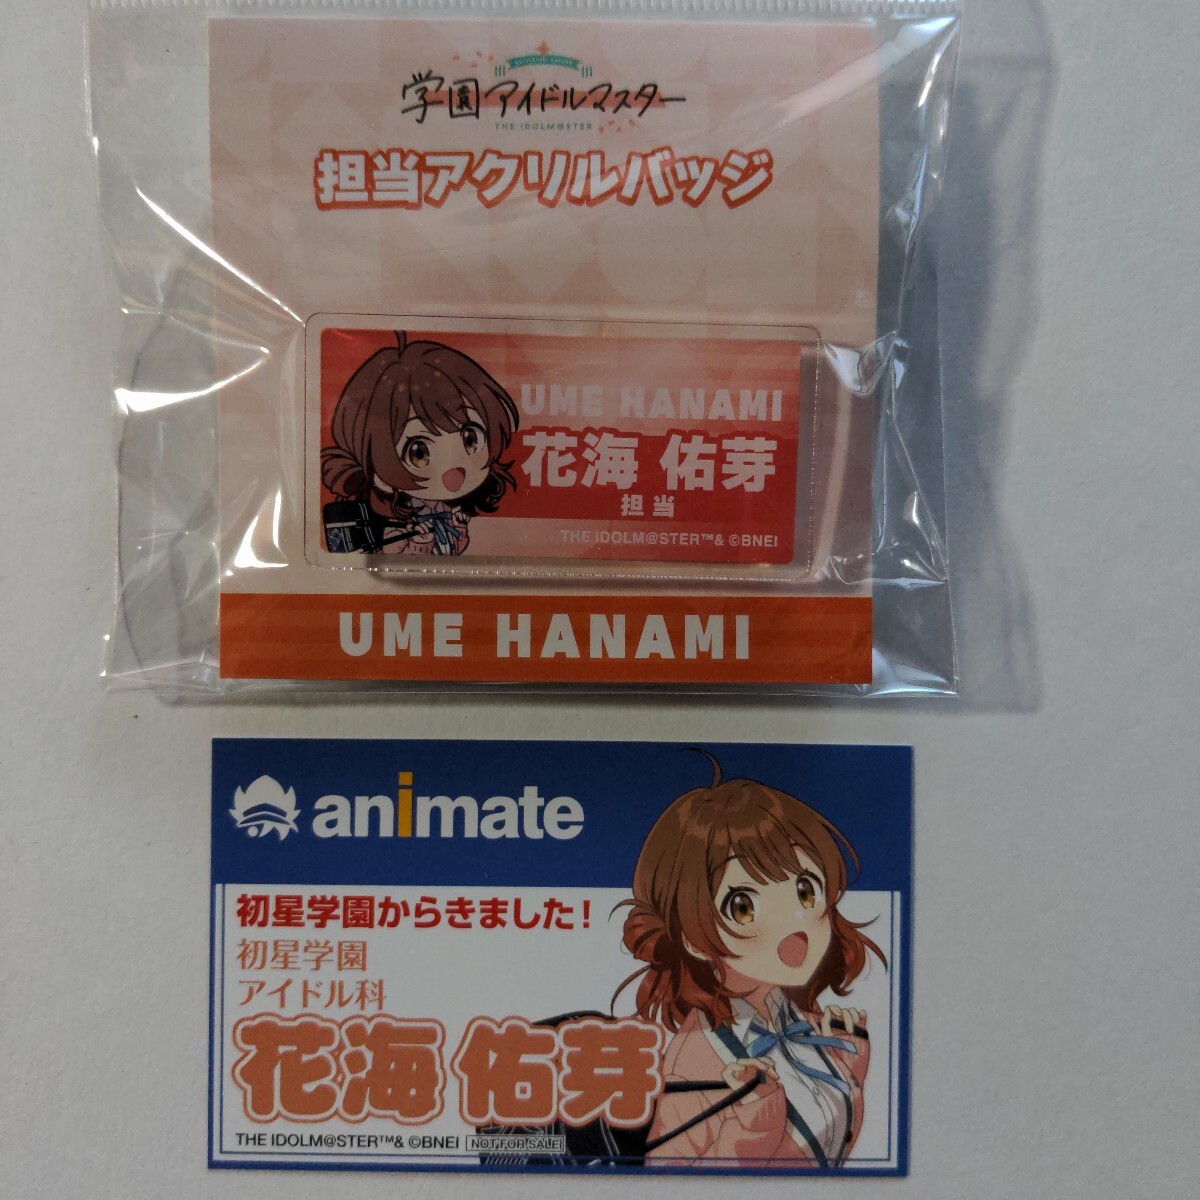 学園アイドルマスター
THE IDOLM@STER
担当アクリルバッジ
UME HANAMI
花海 佑芽
担当
THE IDOLM@STER™& ©BNEI
UME HANAMI
animate
初星学園からきました!
初星学園
アイドル科
花海 佑芽
THE IDOLM@STER™& ©BNEI NOT FOR SALE!